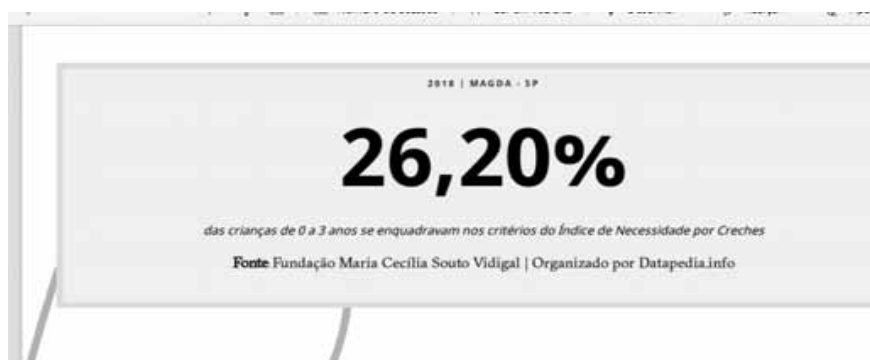 2018 | MAGDA - SP
26,20%
das crianças de 0 a 3 anos se enquadravam nos critérios do Índice de Necessidade por Creches
Fonte Fundação Maria Cecília Souto Vidigal | Organizado por Datapedia.info